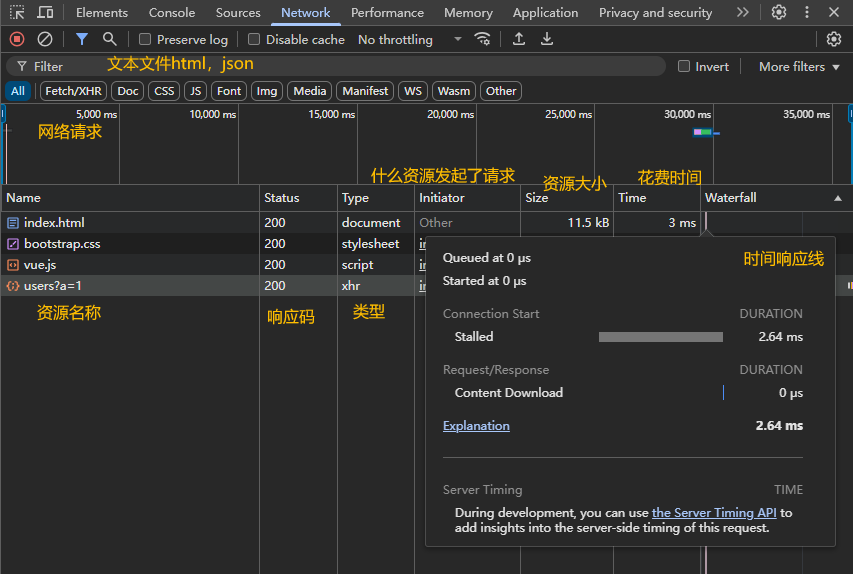 Elements Console Sources Network Performance Memory Application Privacy and security
Preserve log Disable cache No throttling
Filter 文本文件html，json Invert More filters
All Fetch/XHR Doc CSS JS Font Img Media Manifest WS Wasm Other
5,000 ms 10,000 ms 15,000 ms 20,000 ms 25,000 ms 30,000 ms 35,000 ms
网络请求
什么资源发起了请求 资源大小 花费时间
Name Status Type Initiator Size Time Waterfall
index.html 200 document Other 11.5 kB 3 ms
bootstrap.css 200 stylesheet
vue.js 200 script
users?a=1 200 xhr
资源名称 响应码 类型
Queued at 0 μs 时间响应线
Started at 0 μs
Connection Start DURATION
Stalled 2.64 ms
Request/Response DURATION
Content Download 0 μs
Explanation 2.64 ms
Server Timing TIME
During development, you can use the Server Timing API to
add insights into the server-side timing of this request.